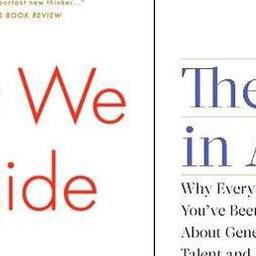 portant new thinker..."
S BOOK REVIEW
We
ide
The
in
Why Every
You've Been
About Gene
Talent and